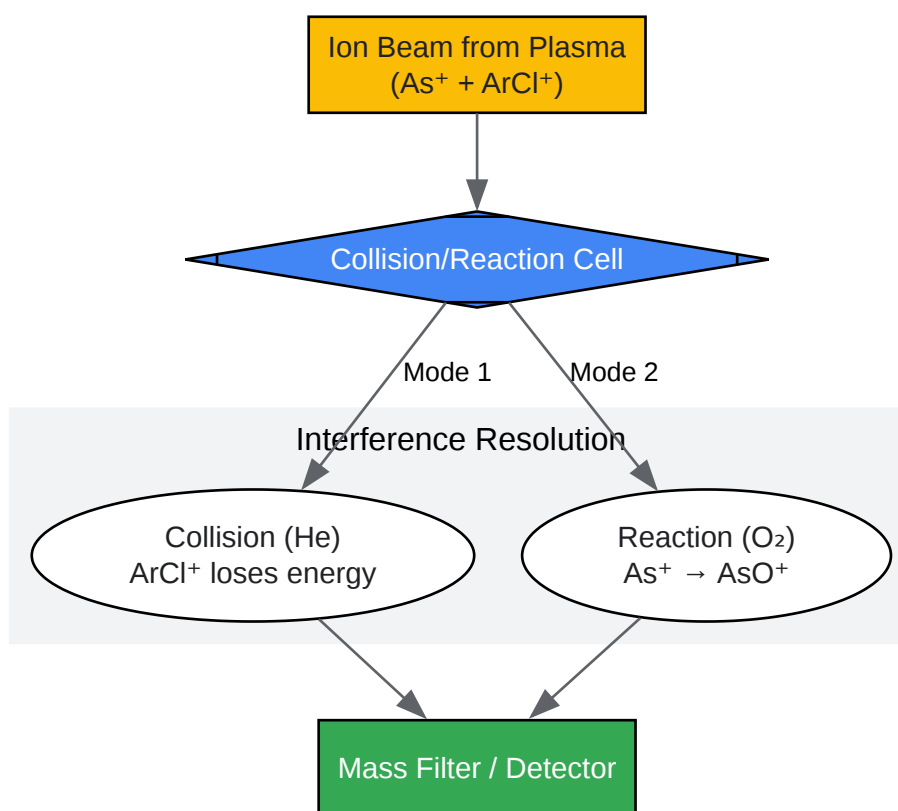 Ion Beam from Plasma
(As⁺ + ArCl⁺)
Collision/Reaction Cell
Mode 1
Mode 2
Interference Resolution
Collision (He)
ArCl⁺ loses energy
Reaction (O₂)
As⁺ → AsO⁺
Mass Filter / Detector